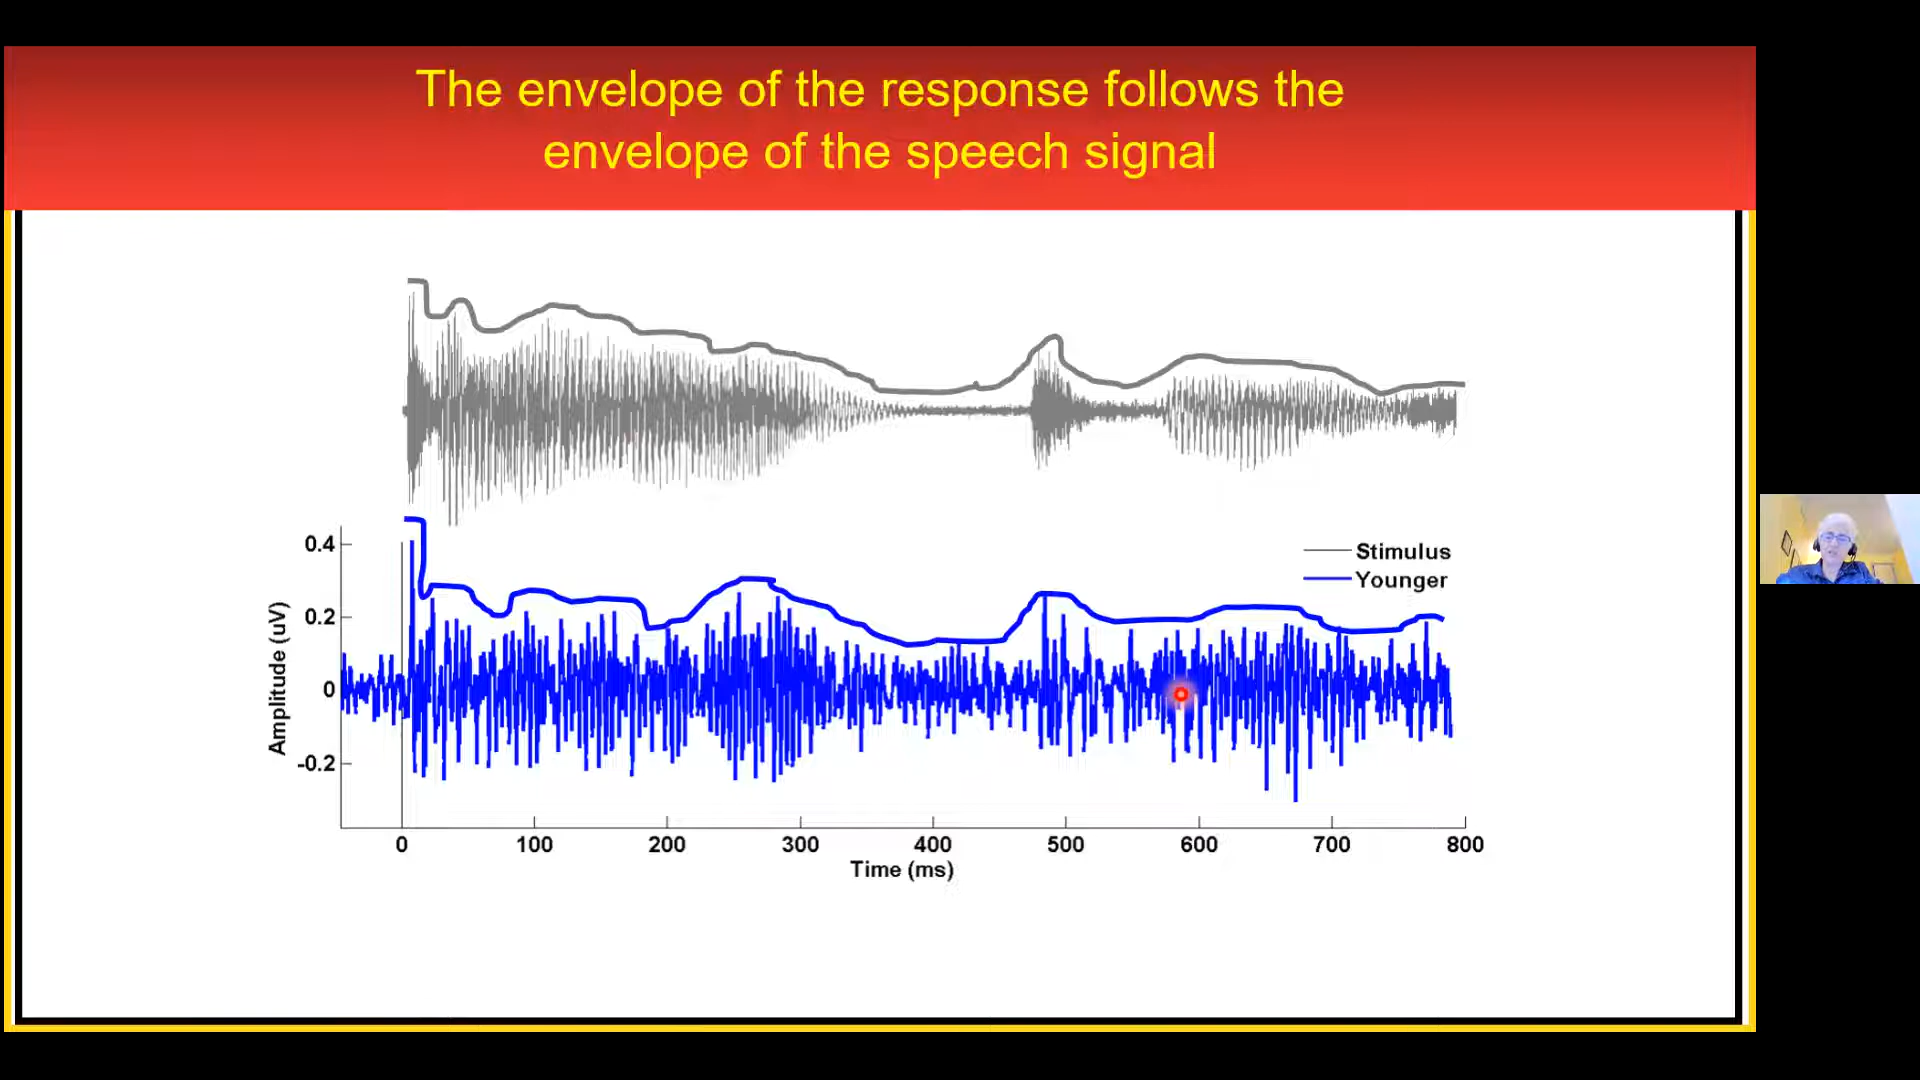 The envelope of the response follows the
envelope of the speech signal
Stimulus
Younger
Amplitude (uV)
0.4
0.2
0
-0.2
0 100 200 300 400 500 600 700 800
Time (ms)